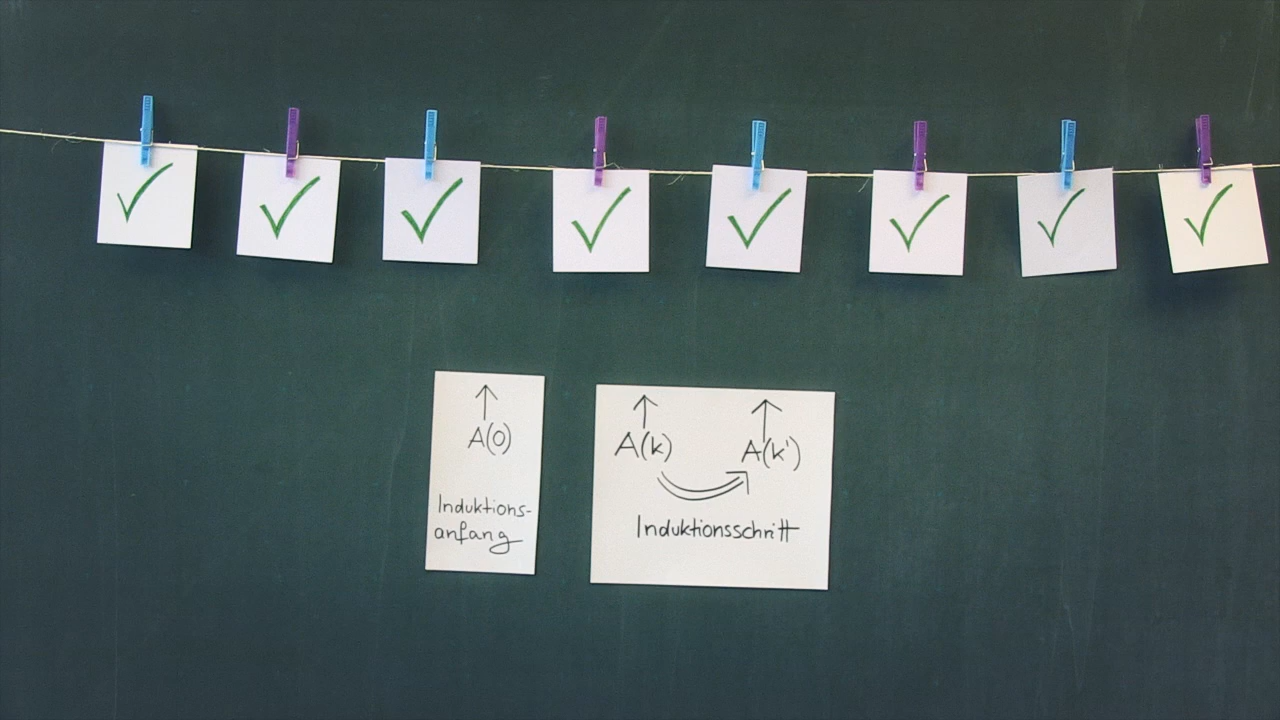 A(0)
Induktions-
anfang
A(k) A(k')
Induktionsschritt